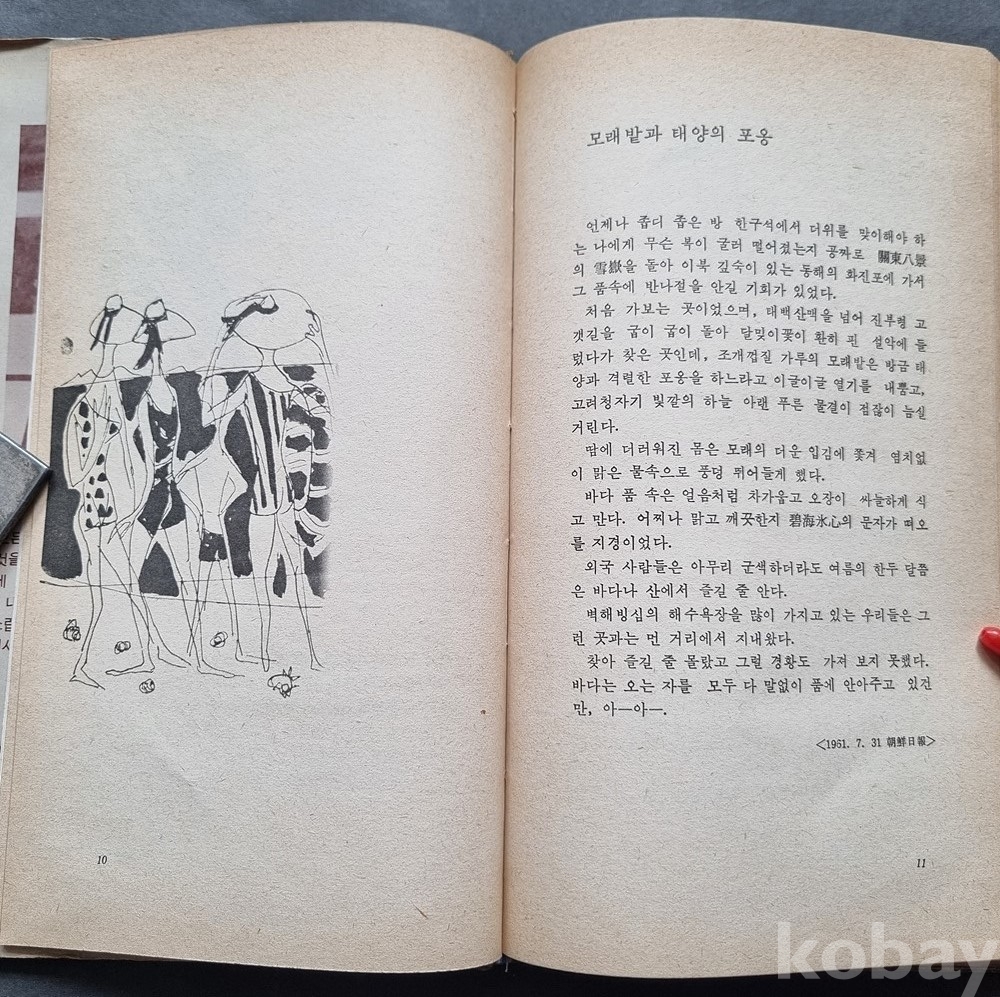 모래밭과 태양의 포옹
언제나 좁디 좁은 방 한구석에서 더위를 맞이해야 하
는 나에게 무슨 복이 굴러 떨어졌는지 공짜로 關東八景
의 雪嶽을 돌아 이북 깊숙이 있는 동해의 화진포에 가서
그 품속에 반나절을 안길 기회가 있었다.
처음 가보는 곳이었으며, 태백산맥을 넘어 진부령 고
갯길을 굽이 굽이 돌아 달맞이꽃이 환히 핀 설악에 들
렀다가 찾은 곳인데, 조개껍질 가루의 모래밭은 방금 태
양과 격렬한 포옹을 하느라고 이글이글 열기를 내뿜고,
고려청자기 빛깔의 하늘 아랜 푸른 물결이 점잖이 늠실
거린다.
땀에 더러워진 몸은 모래의 더운 입김에 쫓겨 염치없
이 맑은 물속으로 풍덩 뛰어들게 했다.
바다 품 속은 얼음처럼 차가웁고 오장이 싸늘하게 식
고 만다. 어찌나 맑고 깨끗한지 碧海氷心의 문자가 떠오
를 지경이었다.
외국 사람들은 아무리 군색하더라도 여름의 한두 달쯤
은 바다나 산에서 즐길 줄 안다.
벽해빙심의 해수욕장을 많이 가지고 있는 우리들은 그
런 곳과는 먼 거리에서 지내왔다.
찾아 즐길 줄 몰랐고 그럴 경황도 가져 보지 못했다.
바다는 오는 자를 모두 다 말없이 품에 안아주고 있건
만, 아—아—.
<1961. 7. 31 朝鮮日報>
10
11
kobay